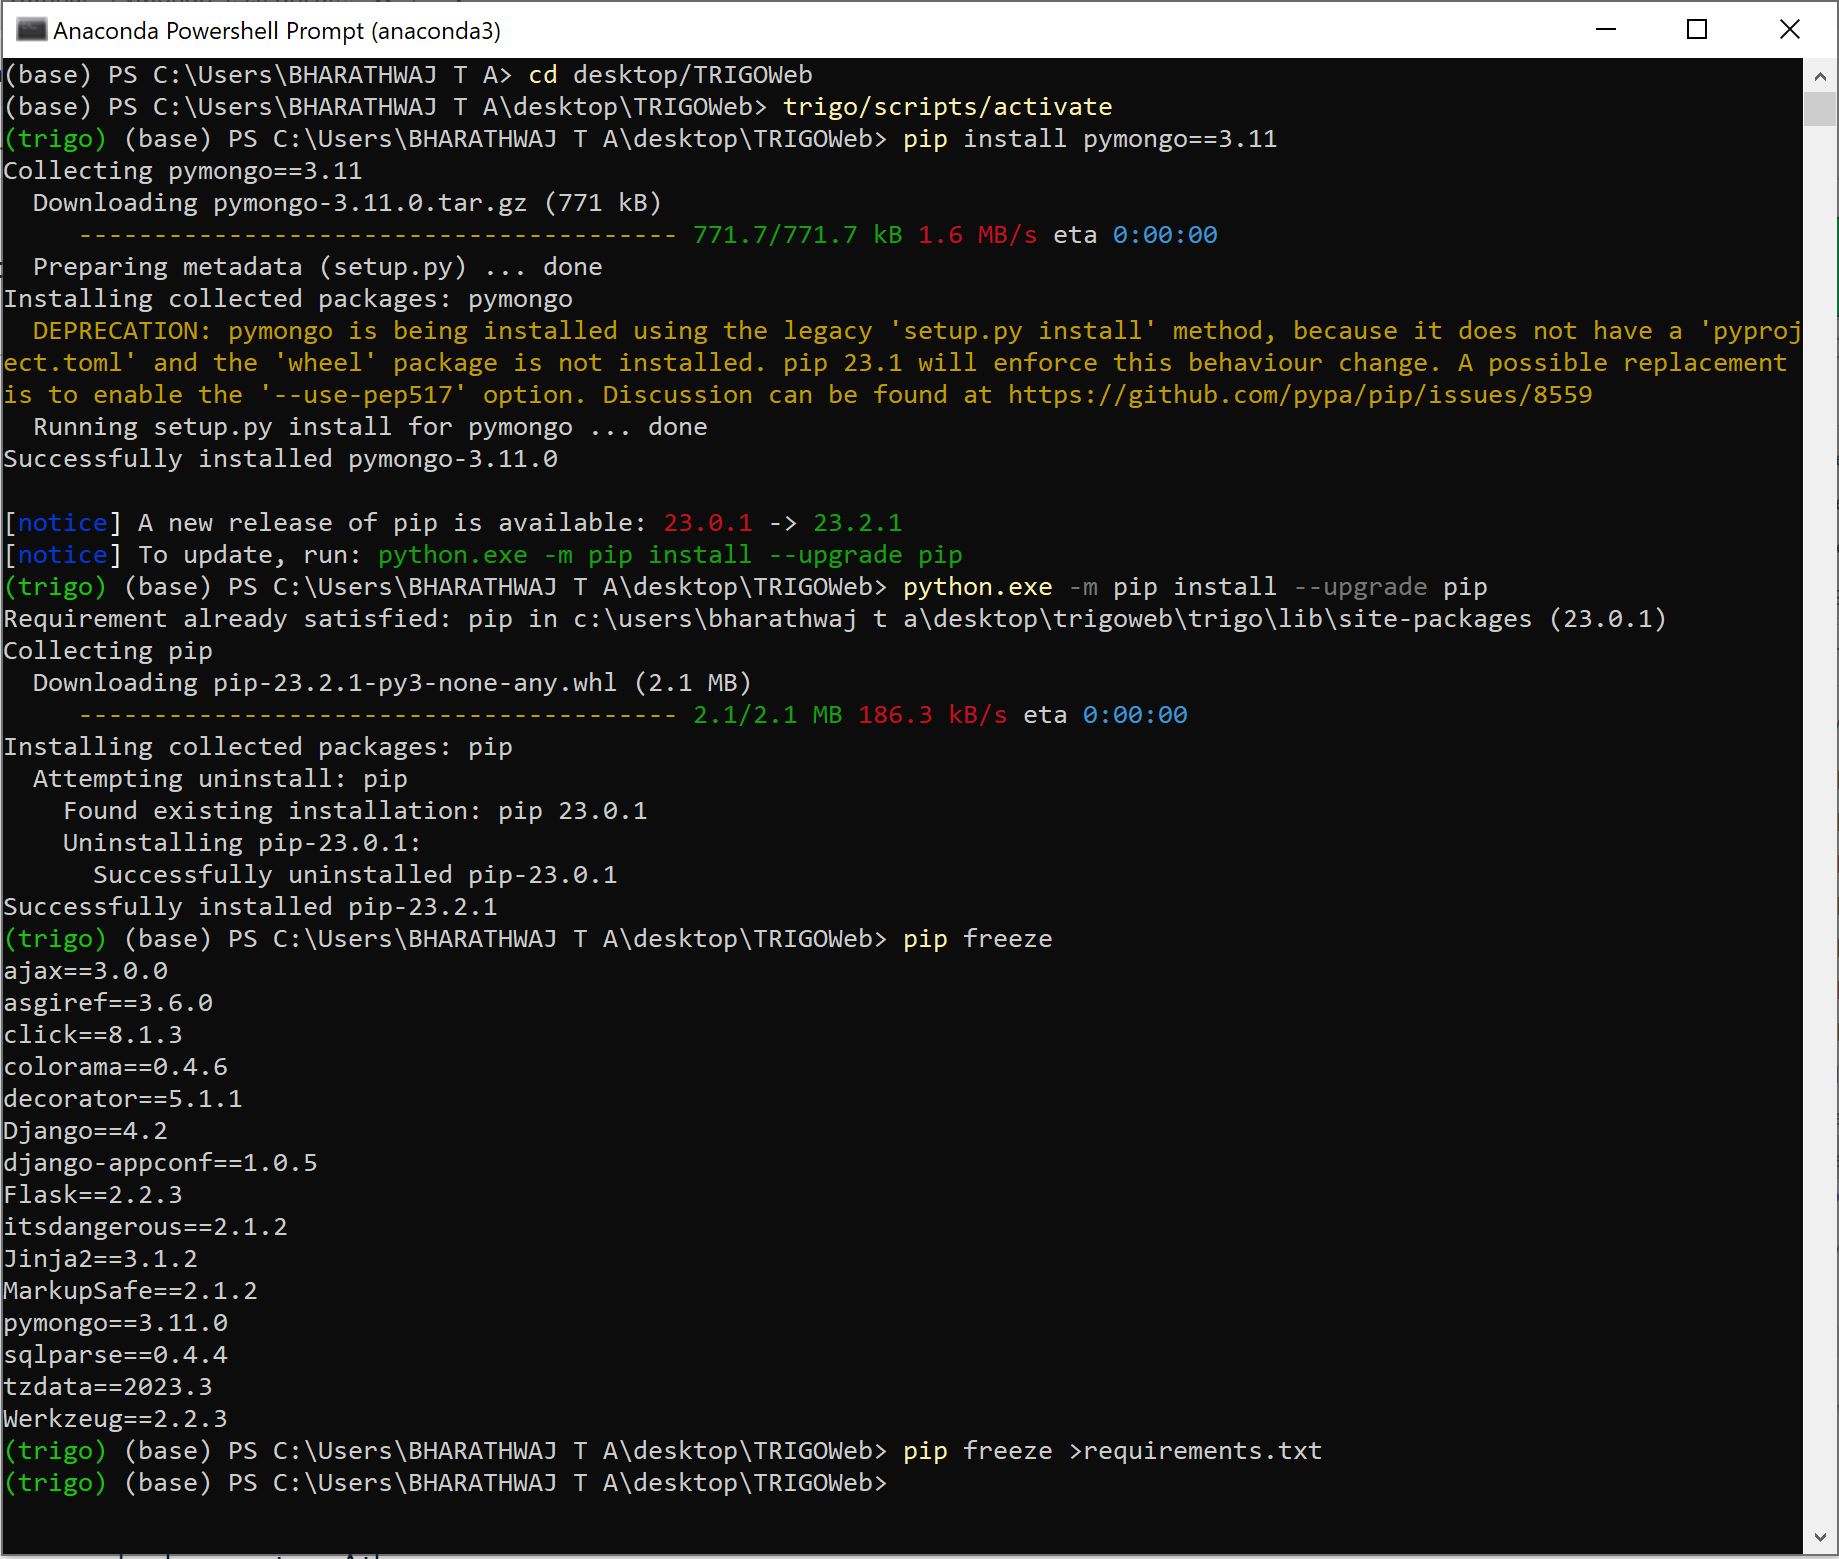 Anaconda Powershell Prompt (anaconda3)
(base) PS C:\Users\BHARATHWAJ T A> cd desktop/TRIGOWeb
(base) PS C:\Users\BHARATHWAJ T A\desktop\TRIGOWeb> trigo/scripts/activate
(trigo) (base) PS C:\Users\BHARATHWAJ T A\desktop\TRIGOWeb> pip install pymongo==3.11
Collecting pymongo==3.11
  Downloading pymongo-3.11.0.tar.gz (771 kB)
     ---------------------------------------- 771.7/771.7 kB 1.6 MB/s eta 0:00:00
  Preparing metadata (setup.py) ... done
Installing collected packages: pymongo
  DEPRECATION: pymongo is being installed using the legacy 'setup.py install' method, because it does not have a 'pyproj
ect.toml' and the 'wheel' package is not installed. pip 23.1 will enforce this behaviour change. A possible replacement
is to enable the '--use-pep517' option. Discussion can be found at https://github.com/pypa/pip/issues/8559
  Running setup.py install for pymongo ... done
Successfully installed pymongo-3.11.0

[notice] A new release of pip is available: 23.0.1 -> 23.2.1
[notice] To update, run: python.exe -m pip install --upgrade pip
(trigo) (base) PS C:\Users\BHARATHWAJ T A\desktop\TRIGOWeb> python.exe -m pip install --upgrade pip
Requirement already satisfied: pip in c:\users\bharathwaj t a\desktop\trigoweb\trigo\lib\site-packages (23.0.1)
Collecting pip
  Downloading pip-23.2.1-py3-none-any.whl (2.1 MB)
     ---------------------------------------- 2.1/2.1 MB 186.3 kB/s eta 0:00:00
Installing collected packages: pip
  Attempting uninstall: pip
    Found existing installation: pip 23.0.1
    Uninstalling pip-23.0.1:
      Successfully uninstalled pip-23.0.1
Successfully installed pip-23.2.1
(trigo) (base) PS C:\Users\BHARATHWAJ T A\desktop\TRIGOWeb> pip freeze
ajax==3.0.0
asgiref==3.6.0
click==8.1.3
colorama==0.4.6
decorator==5.1.1
Django==4.2
django-appconf==1.0.5
Flask==2.2.3
itsdangerous==2.1.2
Jinja2==3.1.2
MarkupSafe==2.1.2
pymongo==3.11.0
sqlparse==0.4.4
tzdata==2023.3
Werkzeug==2.2.3
(trigo) (base) PS C:\Users\BHARATHWAJ T A\desktop\TRIGOWeb> pip freeze >requirements.txt
(trigo) (base) PS C:\Users\BHARATHWAJ T A\desktop\TRIGOWeb>